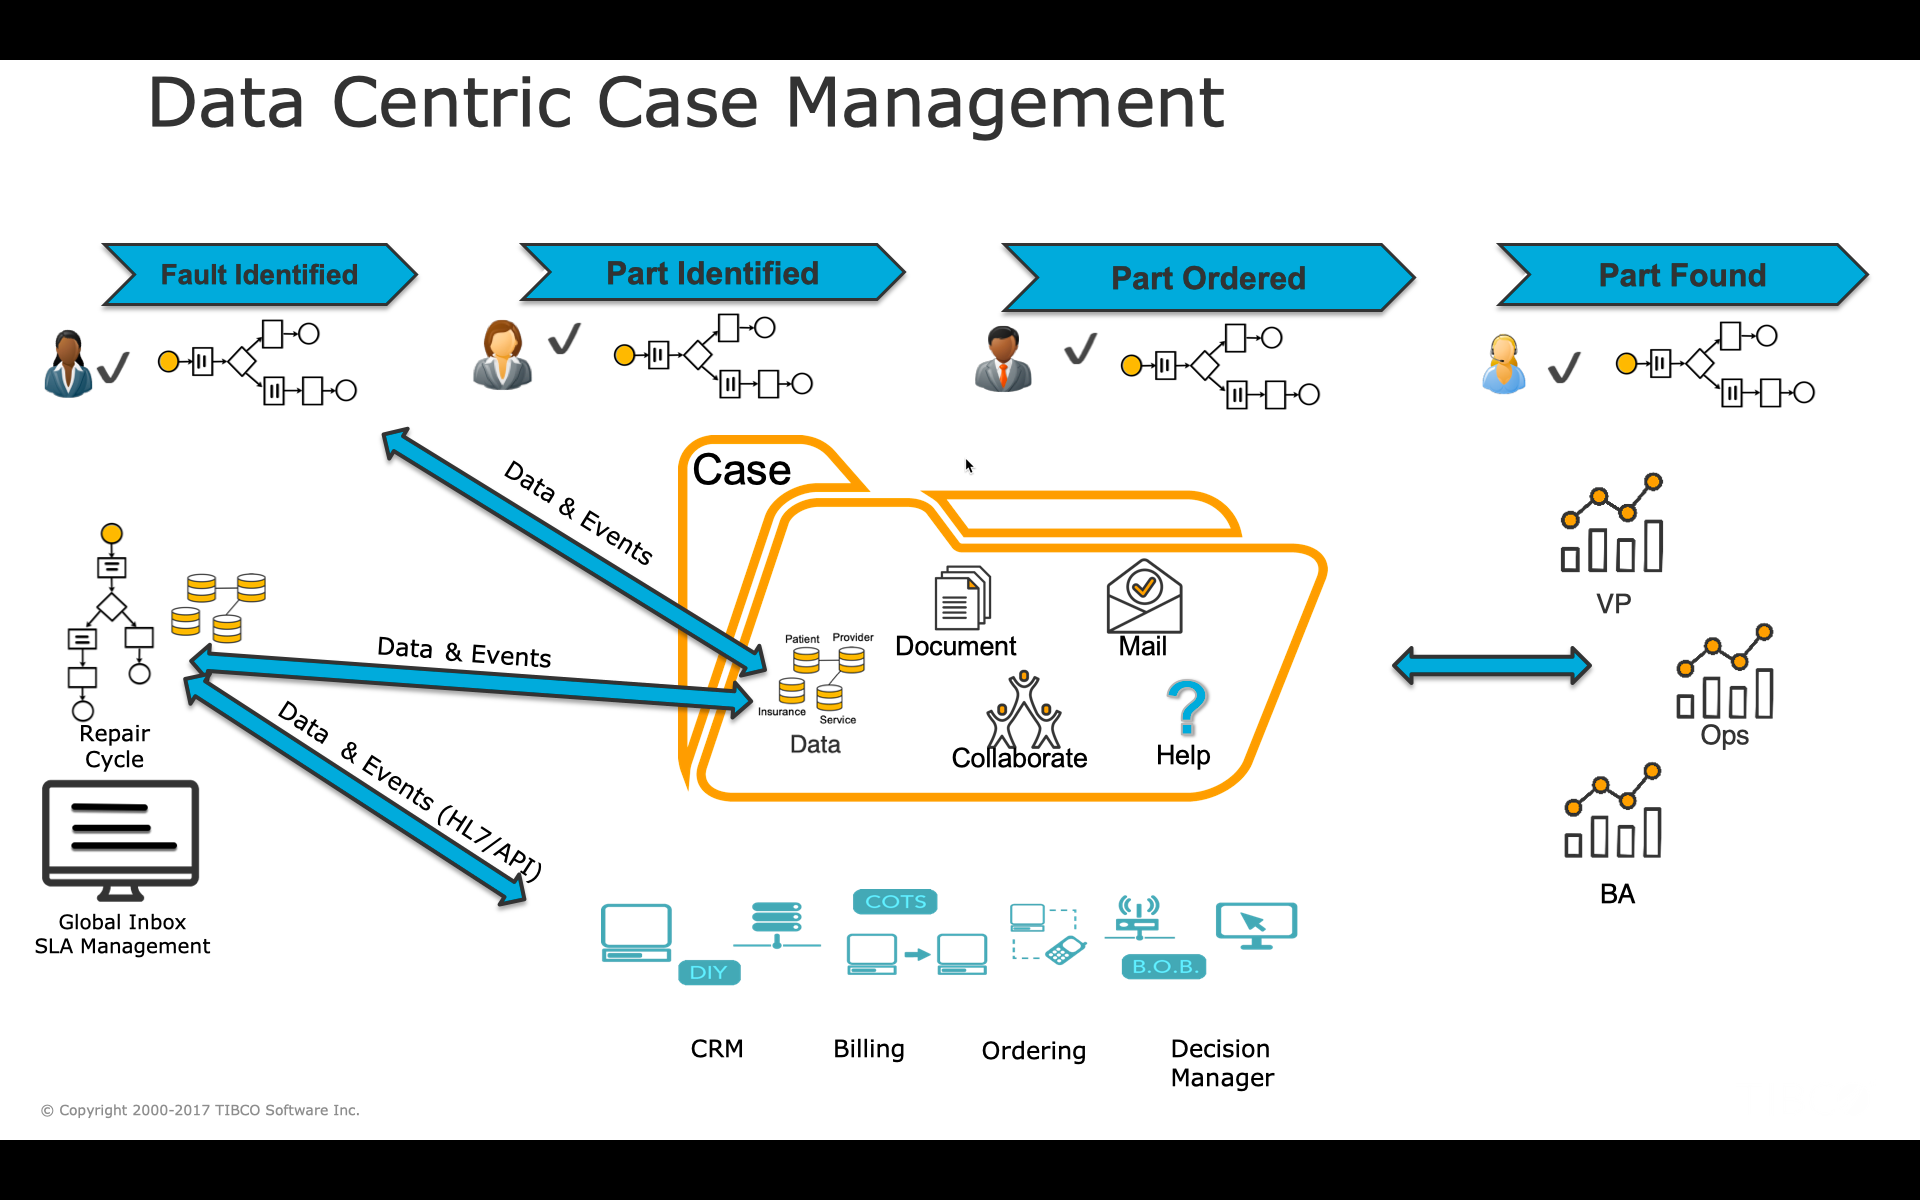 Data Centric Case Management
Fault Identified
Part Identified
Part Ordered
Part Found
Case
Data & Events
Data & Events
Data & Events (HL7/API)
Repair
Cycle
Global Inbox
SLA Management
Patient
Provider
Insurance
Service
Data
Document
Mail
Collaborate
Help
?
VP
Ops
BA
COTS
DIY
B.O.B.
CRM
Billing
Ordering
Decision
Manager
© Copyright 2000-2017 TIBCO Software Inc.